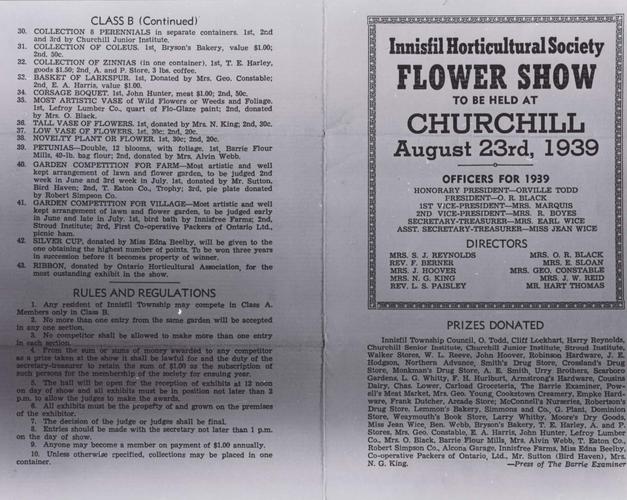 CLASS B (Continued)
30. COLLECTION 8 PERENNIALS in separate containers. 1st, 2nd
and 3rd by Churchill Junior Institute.
31. COLLECTION OF COLEUS. 1st, Bryson's Bakery, value $1.00;
2nd, 50c.
32. COLLECTION OF ZINNIAS (in one container). 1st, T. E. Harley,
goods $1.50; 2nd, A. and P. Store, 3 lbs. coffee.
33. BASKET OF LARKSPUR. 1st, Donated by Mrs. Geo. Constable;
2nd, E. A. Harris, value $1.00.
34. CORSAGE BOQUET. 1st, John Hunter, meat $1.00; 2nd, 50c.
35. MOST ARTISTIC VASE of Wild Flowers or Weeds and Foliage.
1st, Lefroy Lumber Co., quart of Flo-Glaze paint; 2nd, donated
by Mrs. O. Black.
36. TALL VASE OF FLOWERS. 1st, donated by Mrs. N. King; 2nd, 30c.
37. LOW VASE OF FLOWERS. 1st, 30c; 2nd, 20c.
38. NOVELTY PLANT OR FLOWER. 1st, 30c; 2nd, 20c.
39. PETUNIAS—Double, 12 blooms, with foliage. 1st, Barrie Flour
Mills, 49-lb. bag flour; 2nd, donated by Mrs. Alvin Webb.
40. GARDEN COMPETITION FOR FARM—Most artistic and well
kept arrangement of lawn and flower garden, to be judged 2nd
week in June and 3rd week in July. 1st, donated by Mr. Sutton,
Bird Haven; 2nd, T. Eaton Co., Trophy; 3rd, pie plate donated
by Robert Simpson Co.
41. GARDEN COMPETITION FOR VILLAGE—Most artistic and well
kept arrangement of lawn and flower garden, to be judged early
in June and late in July. 1st, bird bath by Innisfree Farms; 2nd,
Stroud Institute; 3rd, First Co-operative Packers of Ontario Ltd.,
picnic ham.
42. SILVER CUP, donated by Miss Edna Beelby, will be given to the
one obtaining the highest number of points. To be won three years
in succession before it becomes property of winner.
43. RIBBON, donated by Ontario Horticultural Association, for the
most oustanding exhibit in the show.
RULES AND REGULATIONS
1. Any resident of Innisfil Township may compete in Class A.
Members only in Class B.
2. No more than one entry from the same garden will be accepted
in any one section.
3. No competitor shall be allowed to make more than one entry
in each section.
4. From the sum or sums of money awarded to any competitor
as a prize taken at the show it shall be lawful for and the duty of the
secretary-treasurer to retain the sum of $1.00 as the subscription of
such persons for the membership of the society for ensuing year.
5. The hall will be open for the reception of exhibits at 12 noon
on day of show and all exhibits must be in position not later than 2
p.m. to allow the judges to make the awards.
6. All exhibits must be the property of and grown on the premises
of the exhibitor.
7. The decision of the judge or judges shall be final.
8. Entries should be made with the secretary not later than 1 p.m.
on the day of show.
9. Anyone may become a member on payment of $1.00 annually.
10. Unless otherwise specified, collections may be placed in one
container.
Innisfil Horticultural Society
FLOWER SHOW
TO BE HELD AT
CHURCHILL
August 23rd, 1939
OFFICERS FOR 1939
HONORARY PRESIDENT—ORVILLE TODD
PRESIDENT—O. R. BLACK
1ST VICE-PRESIDENT—MRS. MARQUIS
2ND VICE-PRESIDENT—MRS. R. BOYES
SECRETARY-TREASURER—MRS. EARL WICE
ASST. SECRETARY-TREASURER—MISS JEAN WICE
DIRECTORS
MRS. S. J. REYNOLDS MRS. O. R. BLACK
REV. F. BERNER MRS. E. SLOAN
MRS. J. HOOVER MRS. GEO. CONSTABLE
MRS. N. G. KING MRS. J. W. REID
REV. L. S. PAISLEY MR. HART THOMAS
PRIZES DONATED
Innisfil Township Council, O. Todd, Cliff Lockhart, Harry Reynolds,
Churchill Senior Institute, Churchill Junior Institute, Stroud Institute,
Walker Stores, W. L. Reeve, John Hoover, Robinson Hardware, J. E.
Hodgson, Northern Advance, Smith's Drug Store, Crossland's Drug
Store, Monkman's Drug Store, A. E. Smith, Urry Brothers, Scarboro
Gardens, L. G. Whitty, F. H. Hurlburt, Armstrong's Hardware, Cousins
Dairy, Chas. Lower, Carload Groceteria, The Barrie Examiner, Pow-
ell's Meat Market, Mrs. Geo. Young, Cookstown Creamery, Empke Hard-
ware, Frank Dutcher, Arcade Store; McConnell's Nurseries, Robertson's
Drug Store, Lemmon's Bakery, Simmons and Co., G. Plant, Dominion
Store, Weaymouth's Book Store, Larry Whitby, Moore's Dry Goods,
Miss Jean Wice, Ben. Webb, Bryson's Bakery, T. E. Harley, A. and P.
Stores, Mrs. Geo. Constable, E. A. Harris, John Hunter, Lefroy Lumber
Co., Mrs. O. Black, Barrie Flour Mills, Mrs. Alvin Webb, T. Eaton Co.,
Robert Simpson Co., Alcona Garage, Innisfree Farms, Miss Edna Beelby,
Co-operative Packers of Ontario, Ltd., Mr. Sutton (Bird Haven), Mrs.
N. G. King. —Press of The Barrie Examiner